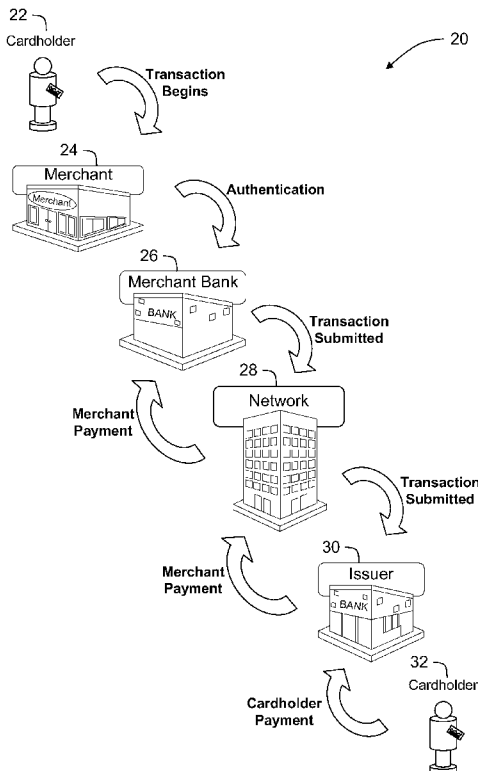 22
Cardholder
20
Transaction
Begins
24
Merchant
Merchant
Authentication
26
Merchant Bank
BANK
Transaction
Submitted
28
Network
Merchant
Payment
Transaction
Submitted
30
Issuer
BANK
Merchant
Payment
32
Cardholder
Cardholder
Payment